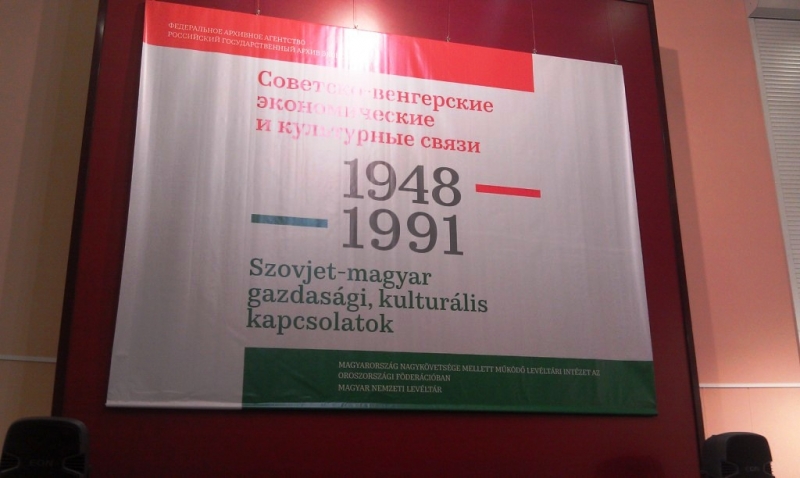 ФЕДЕРАЛЬНОЕ АРХИВНОЕ АГЕНТСТВО
РОССИЙСКИЙ ГОСУДАРСТВЕННЫЙ АРХИВ
Советско-венгерские
экономические
и культурные связи
1948
1991
Szovjet-magyar
gazdasági, kulturális
kapcsolatok
MAGYARORSZÁG NAGYKÖVETSÉGE MELLETT MŰKÖDŐ LEVÉLTÁRI INTÉZET AZ
OROSZORSZÁGI FÖDERÁCIÓBAN
MAGYAR NEMZETI LEVÉLTÁR